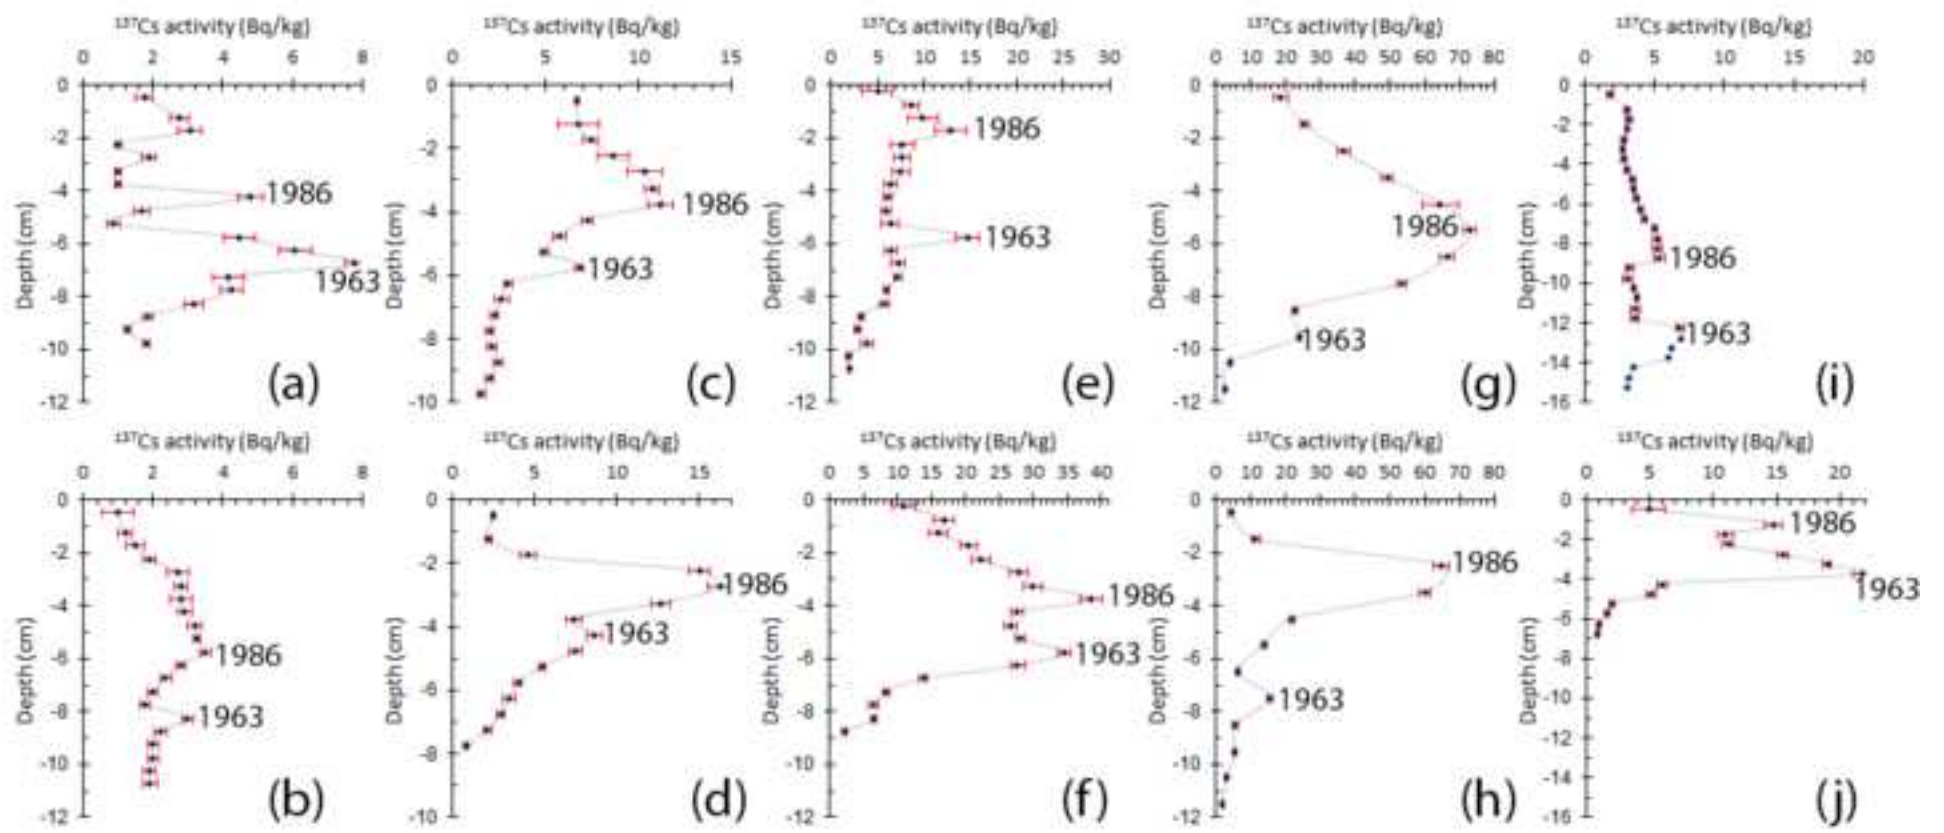 ¹³⁷Cs activity (Bq/kg)
0 2 4 6 8
0
-2
-4
-6
-8
-10
-12
Depth (cm)
1986
1963
(a)
¹³⁷Cs activity (Bq/kg)
0 5 10 15
0
-2
-4
-6
-8
-10
Depth (cm)
1986
1963
(c)
¹³⁷Cs activity (Bq/kg)
0 5 10 15 20 25 30
0
-2
-4
-6
-8
-10
-12
Depth (cm)
1986
1963
(e)
¹³⁷Cs activity (Bq/kg)
0 10 20 30 40 50 60 70 80
0
-2
-4
-6
-8
-10
-12
Depth (cm)
1986
1963
(g)
¹³⁷Cs activity (Bq/kg)
0 5 10 15 20
0
-2
-4
-6
-8
-10
-12
-14
-16
Depth (cm)
1986
1963
(i)
¹³⁷Cs activity (Bq/kg)
0 2 4 6 8
0
-2
-4
-6
-8
-10
-12
Depth (cm)
1986
1963
(b)
¹³⁷Cs activity (Bq/kg)
0 5 10 15
0
-2
-4
-6
-8
-10
Depth (cm)
1986
1963
(d)
¹³⁷Cs activity (Bq/kg)
0 5 10 15 20 25 30 35 40
0
-2
-4
-6
-8
-10
-12
Depth (cm)
1986
1963
(f)
¹³⁷Cs activity (Bq/kg)
0 10 20 30 40 50 60 70 80
0
-2
-4
-6
-8
-10
-12
Depth (cm)
1986
1963
(h)
¹³⁷Cs activity (Bq/kg)
0 5 10 15 20
0
-2
-4
-6
-8
-10
-12
-14
-16
Depth (cm)
1986
1963
(j)